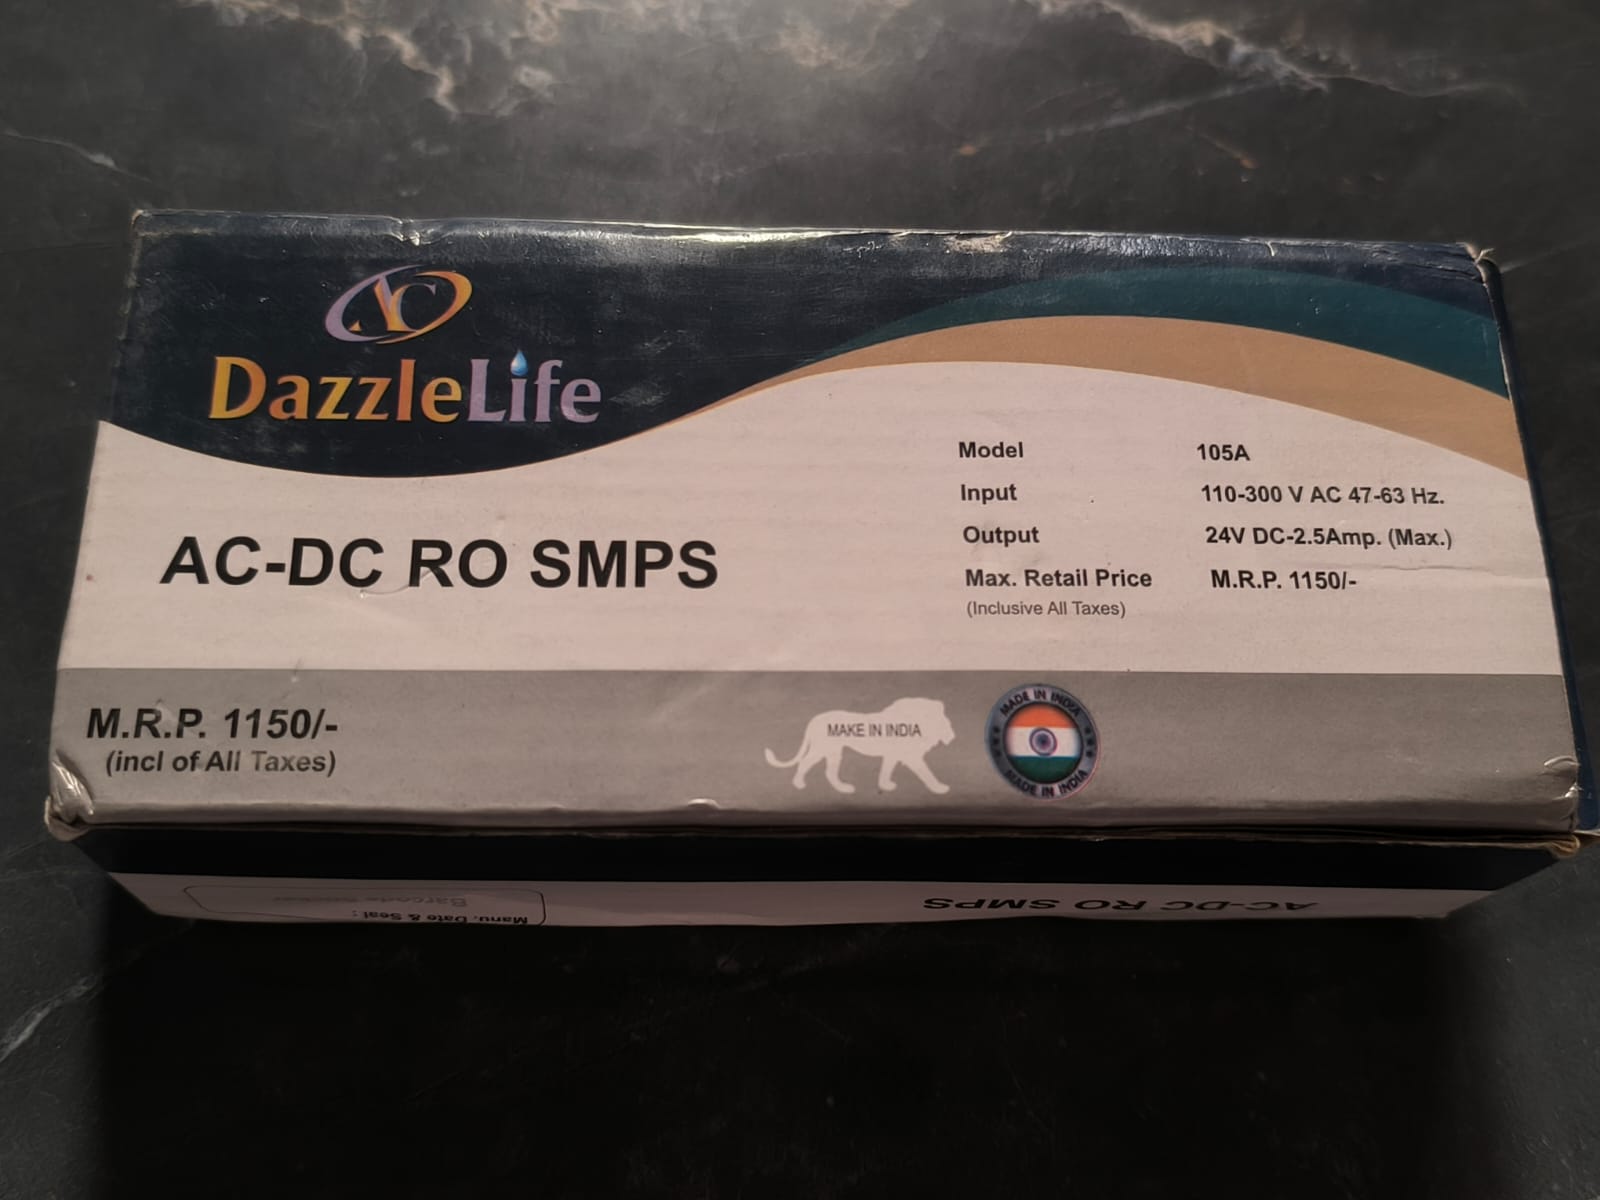 DazzleLife
AC-DC RO SMPS
Model 105A
Input 110-300 V AC 47-63 Hz.
Output 24V DC-2.5Amp. (Max.)
Max. Retail Price M.R.P. 1150/-
(Inclusive All Taxes)
M.R.P. 1150/-
(incl of All Taxes)
MAKE IN INDIA
MADE IN INDIA
MADE IN INDIA
AC-DC RO SMPS
Manu. Date & Seal :
Barcode Sticker